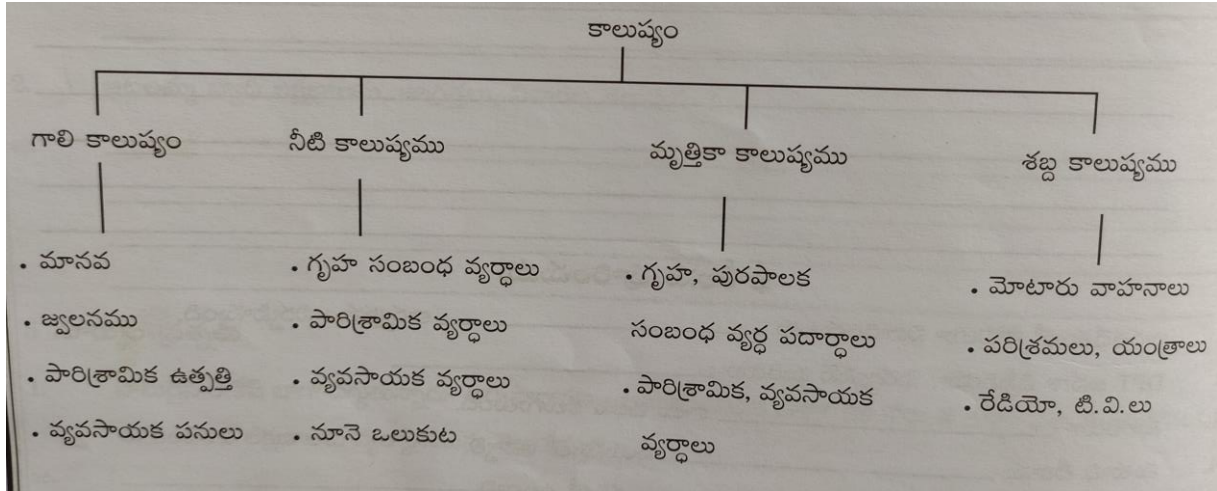 కాలుష్యం
గాలి కాలుష్యం
నీటి కాలుష్యము
మృత్తికా కాలుష్యము
శబ్ద కాలుష్యము
. మానవ
. జ్వలనము
. పారిశ్రామిక ఉత్పత్తి
. వ్యవసాయక పనులు
. గృహ సంబంధ వ్యర్థాలు
. పారిశ్రామిక వ్యర్థాలు
. వ్యవసాయక వ్యర్థాలు
. నూనె ఒలుకుట
. గృహ, పురపాలక
సంబంధ వ్యర్థ పదార్థాలు
. పారిశ్రామిక, వ్యవసాయక
వ్యర్థాలు
. మోటారు వాహనాలు
. పరిశ్రమలు, యంత్రాలు
. రేడియో, టి.వి.లు